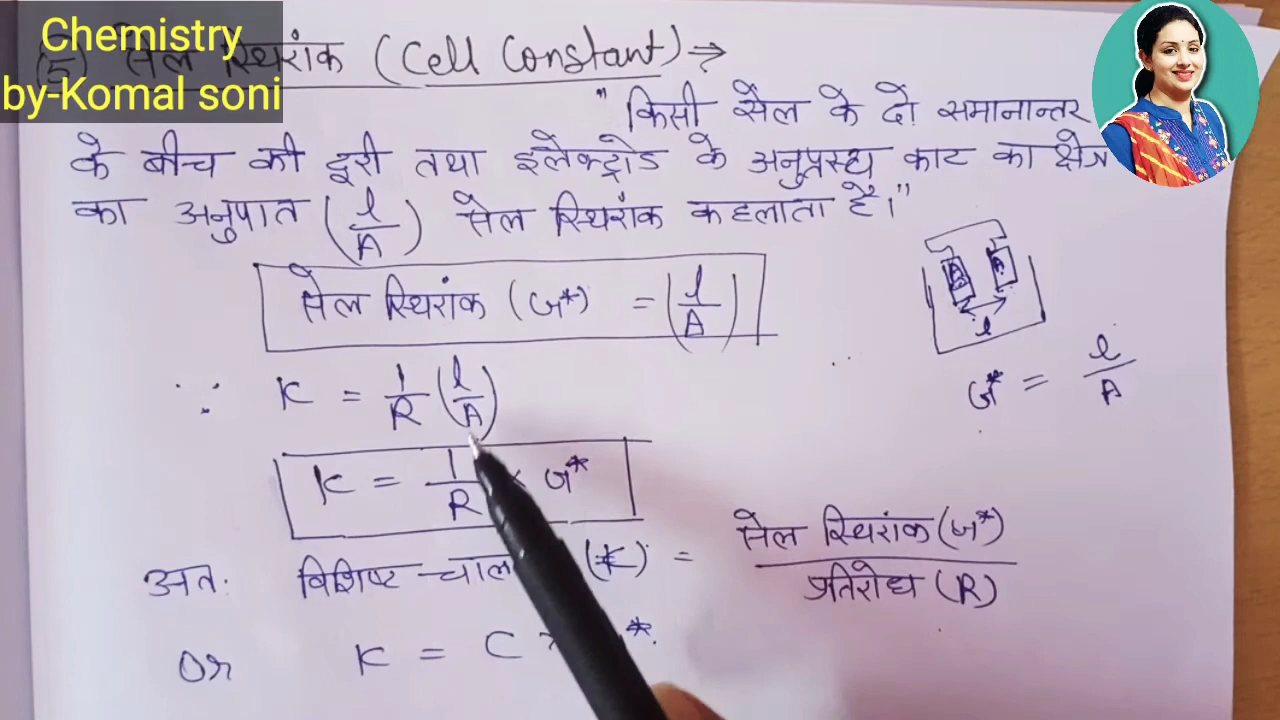 Chemistry
by-Komal soni
(5) सेल स्थिरांक (Cell Constant) →
"किसी सैल के दो समानान्तर
के बीच की दूरी तथा इलेक्ट्रोड के अनुप्रस्थ काट का क्षेत्र
का अनुपात (l/A) सेल स्थिरांक कहलाता है।"
सेल स्थिरांक (G*) = (l/A)
A A
l
G* = l/A
∵ K = 1/R (l/A)
K = 1/R × G*
अतः विशिष्ट चाल (K) = सेल स्थिरांक (G*) / प्रतिरोध (R)
Or K = C *